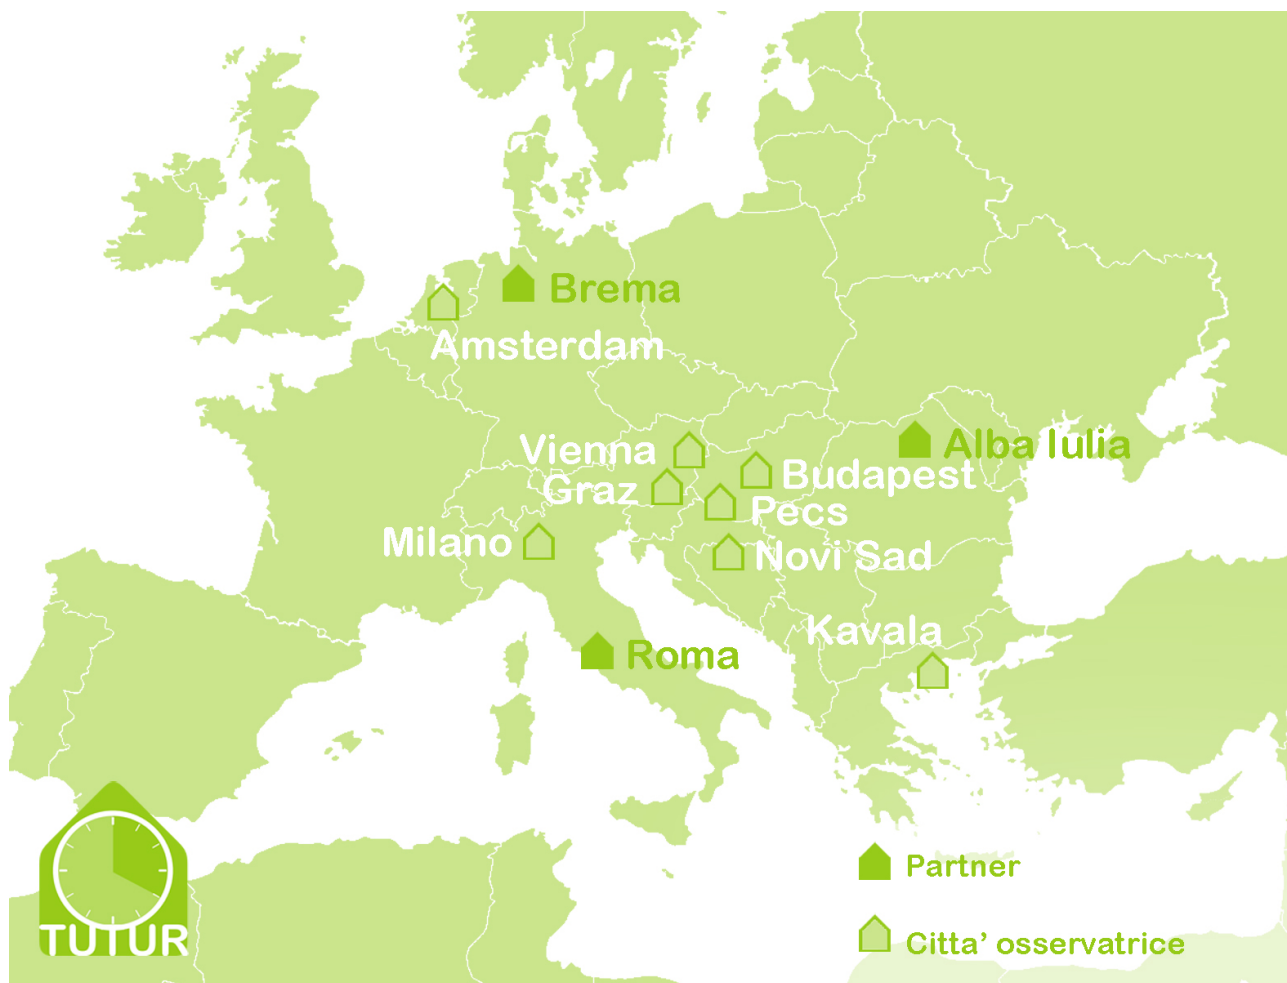 Brema
Amsterdam
Alba Iulia
Vienna
Budapest
Graz
Pecs
Milano
Novi Sad
Kavala
Roma
Partner
TUTUR
Citta’ osservatrice